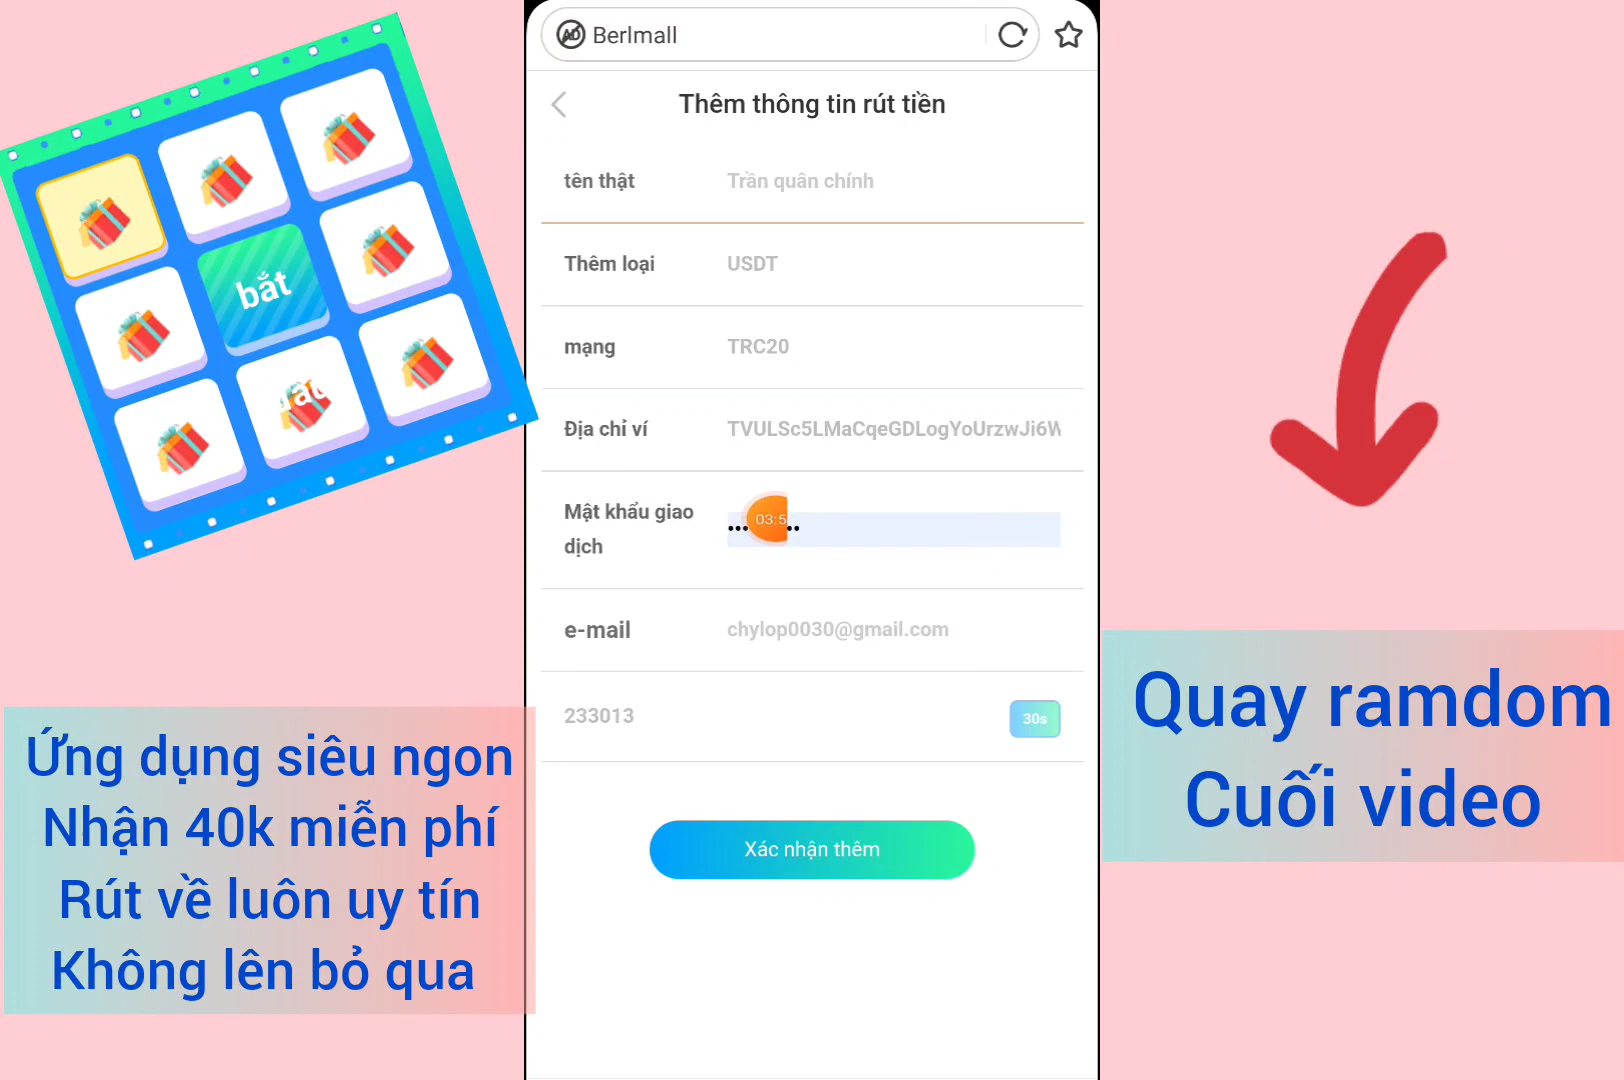 Berlmall
Thêm thông tin rút tiền
tên thật Trần quân chính
Thêm loại USDT
mạng TRC20
Địa chỉ ví TVULSc5LMaCqeGDLogYoUrzwJi6W
Mật khẩu giao
dịch
03:5
e-mail chylop0030@gmail.com
233013 30s
Xác nhận thêm
bắt
Ứng dụng siêu ngon
Nhận 40k miễn phí
Rút về luôn uy tín
Không lên bỏ qua
Quay ramdom
Cuối video